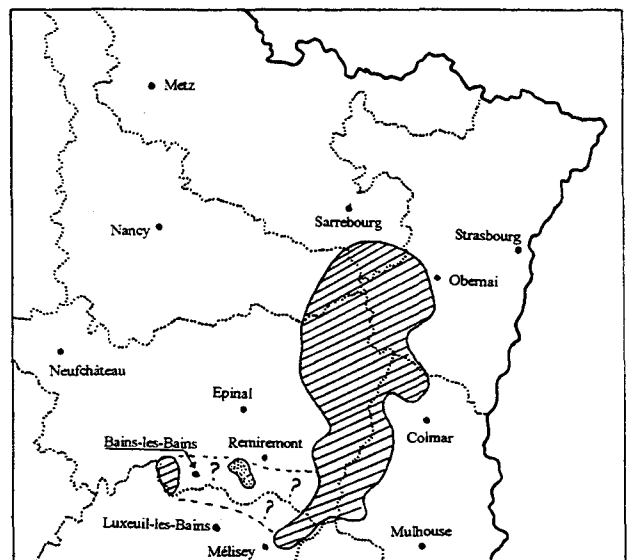 Metz
Sarrebourg
Nancy
Strasbourg
Obernai
Neufchâteau
Epinal
Bains-les-Bains
Remiremont
Colmar
?
?
?
Luxeuil-les-Bains
Mélisey
Mulhouse